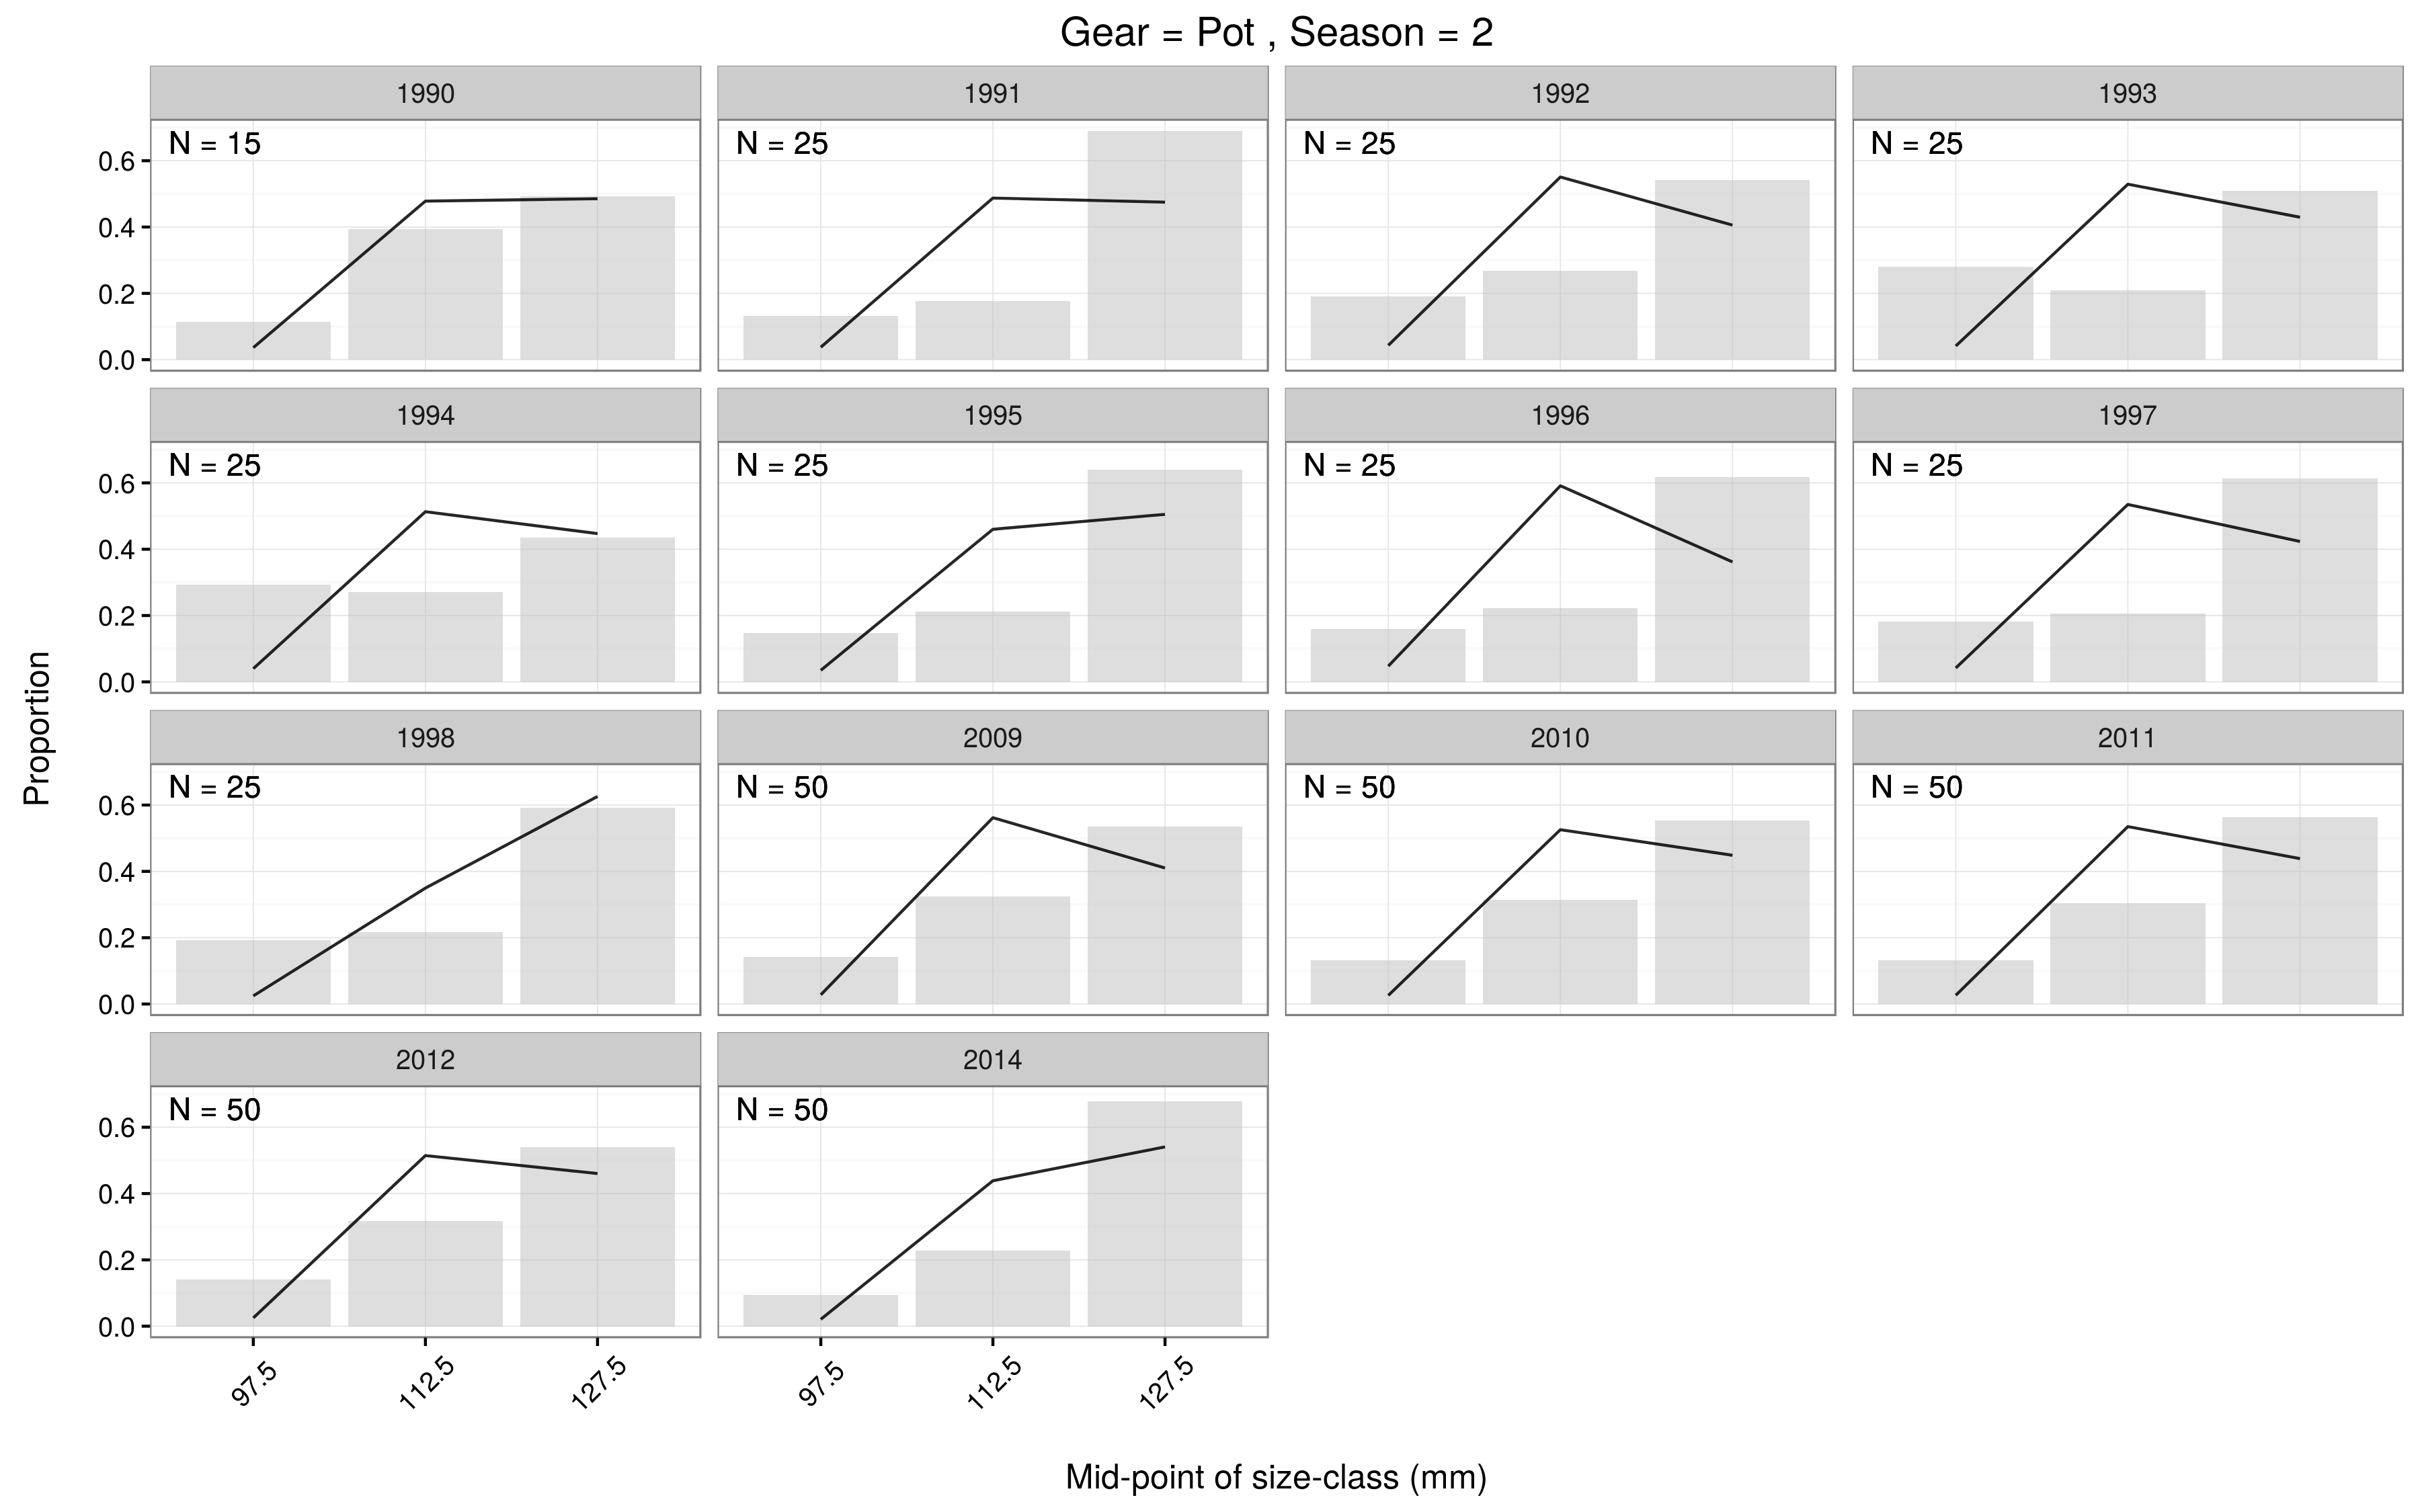 Gear = Pot , Season = 2
1990
1991
1992
1993
N = 15
N = 25
N = 25
N = 25
0.6
0.4
0.2
0.0
1994
1995
1996
1997
N = 25
N = 25
N = 25
N = 25
0.6
0.4
0.2
0.0
1998
2009
2010
2011
N = 25
N = 50
N = 50
N = 50
0.6
0.4
0.2
0.0
2012
2014
N = 50
N = 50
0.6
0.4
0.2
0.0
97.5
112.5
127.5
97.5
112.5
127.5
Proportion
Mid-point of size-class (mm)